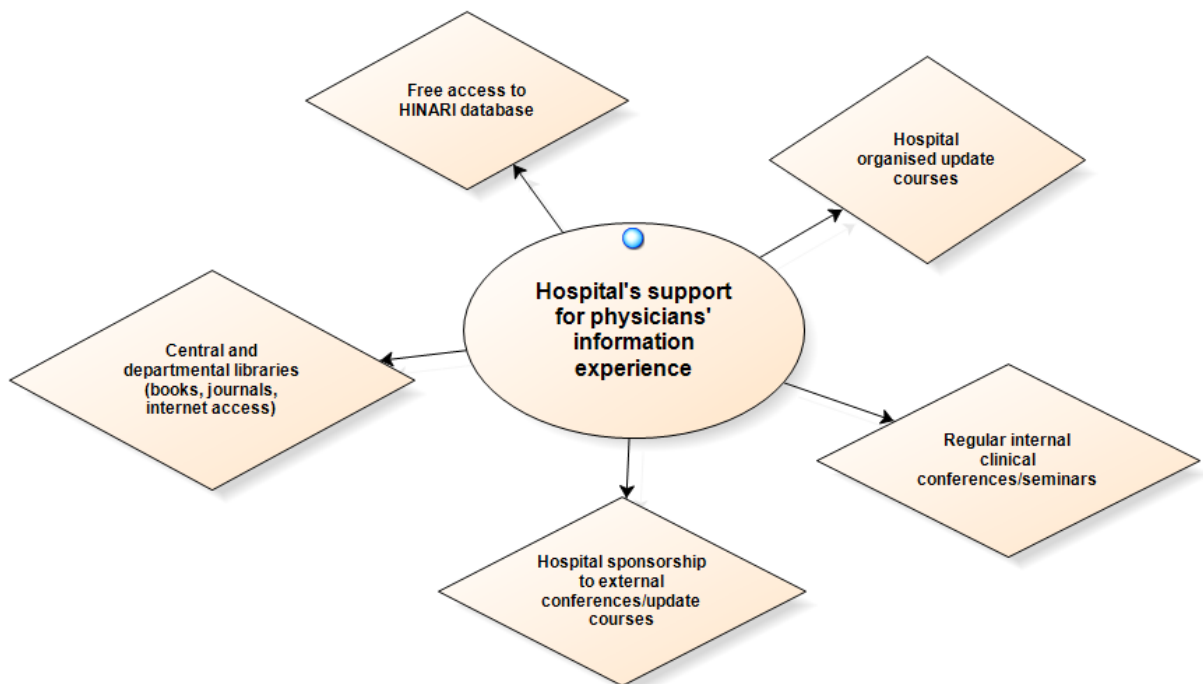 Free access to
HINARI database
Hospital
organised update
courses
Hospital's support
for physicians'
information
experience
Central and
departmental libraries
(books, journals,
internet access)
Regular internal
clinical
conferences/seminars
Hospital sponsorship
to external
conferences/update
courses